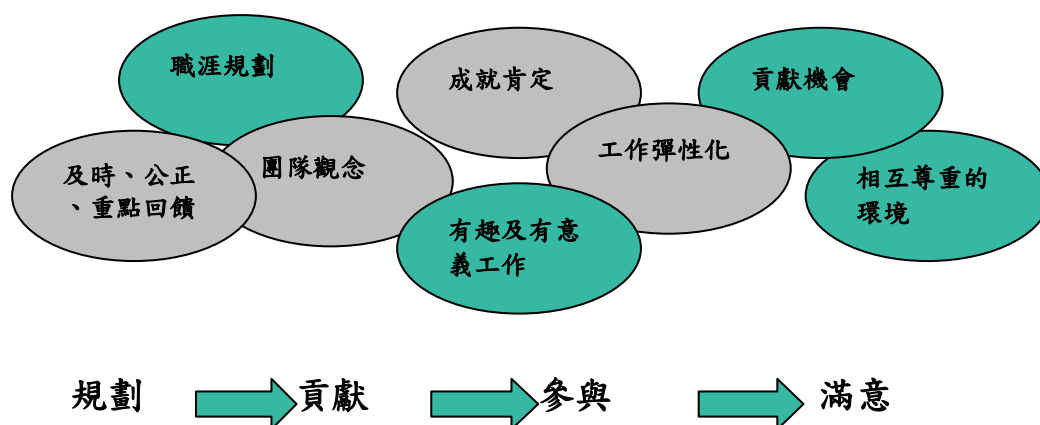 職涯規劃
成就肯定
貢獻機會
及時、公正
、重點回饋
團隊觀念
工作彈性化
相互尊重的
環境
有趣及有意
義工作
規劃
貢獻
參與
滿意